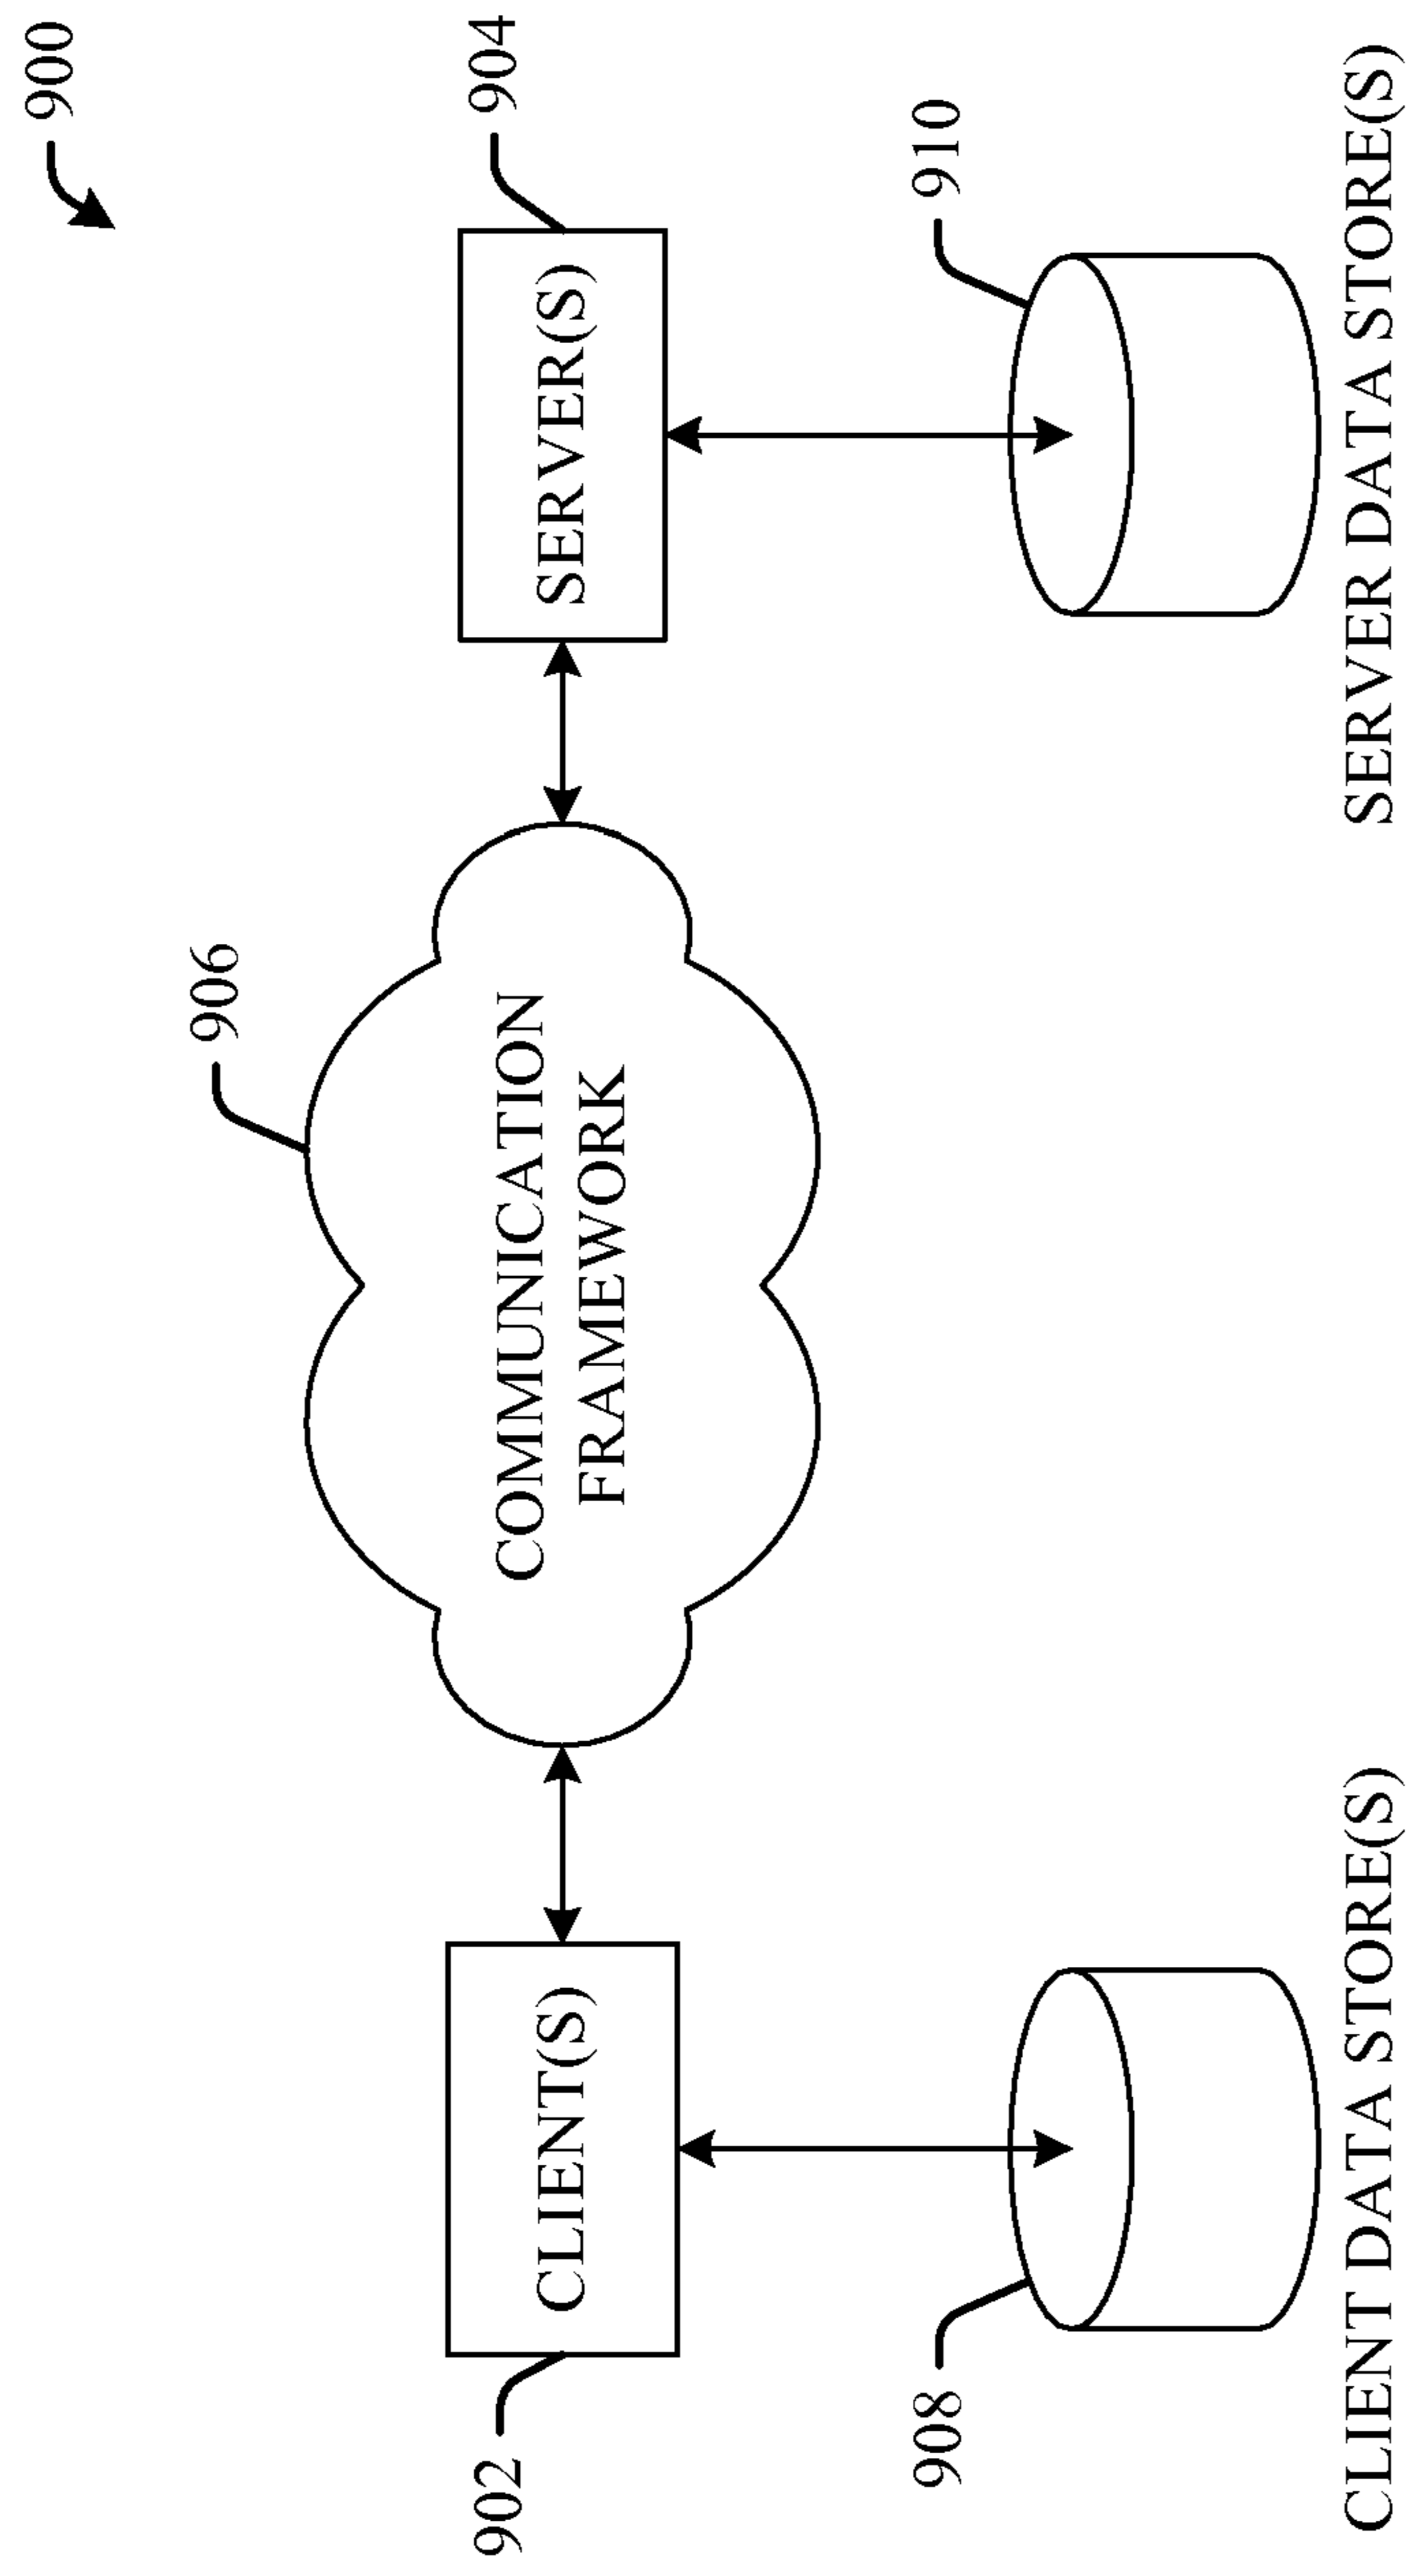 900
906
902
CLIENT(S)
COMMUNICATION
FRAMEWORK
SERVER(S)
904
908
910
CLIENT DATA STORE(S)
SERVER DATA STORE(S)